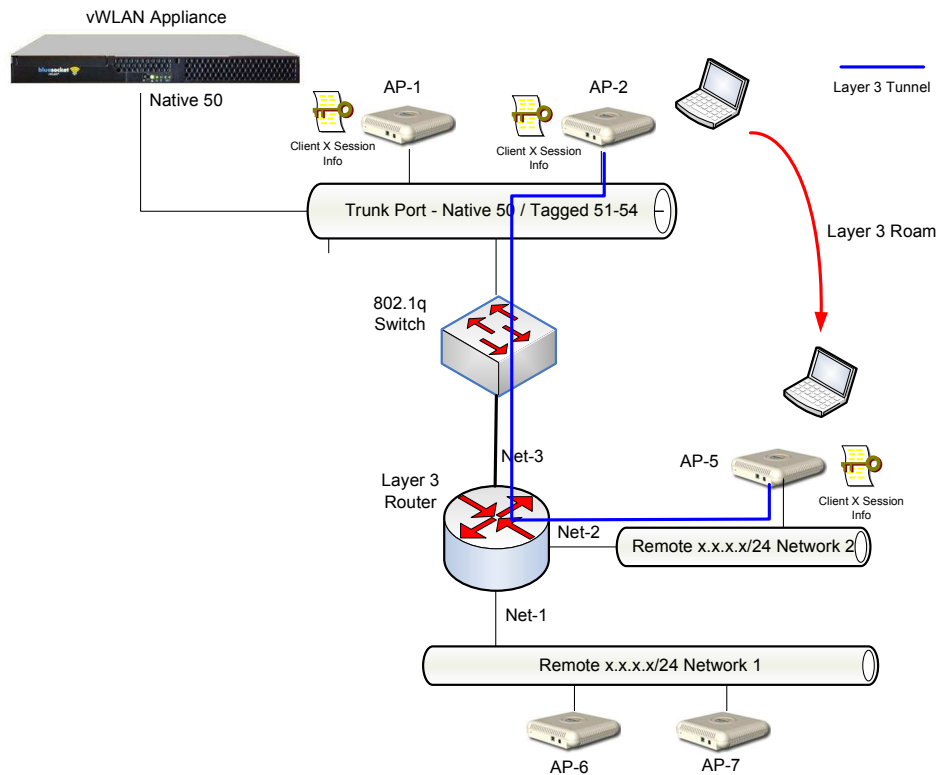 vWLAN Appliance
bluesocket
Native 50
AP-1
AP-2
Layer 3 Tunnel
Client X Session
Info
Client X Session
Info
Trunk Port - Native 50 / Tagged 51-54
Layer 3 Roam
802.1q
Switch
Net-3
AP-5
Layer 3
Router
Client X Session
Info
Net-2
Remote x.x.x.x/24 Network 2
Net-1
Remote x.x.x.x/24 Network 1
AP-6
AP-7